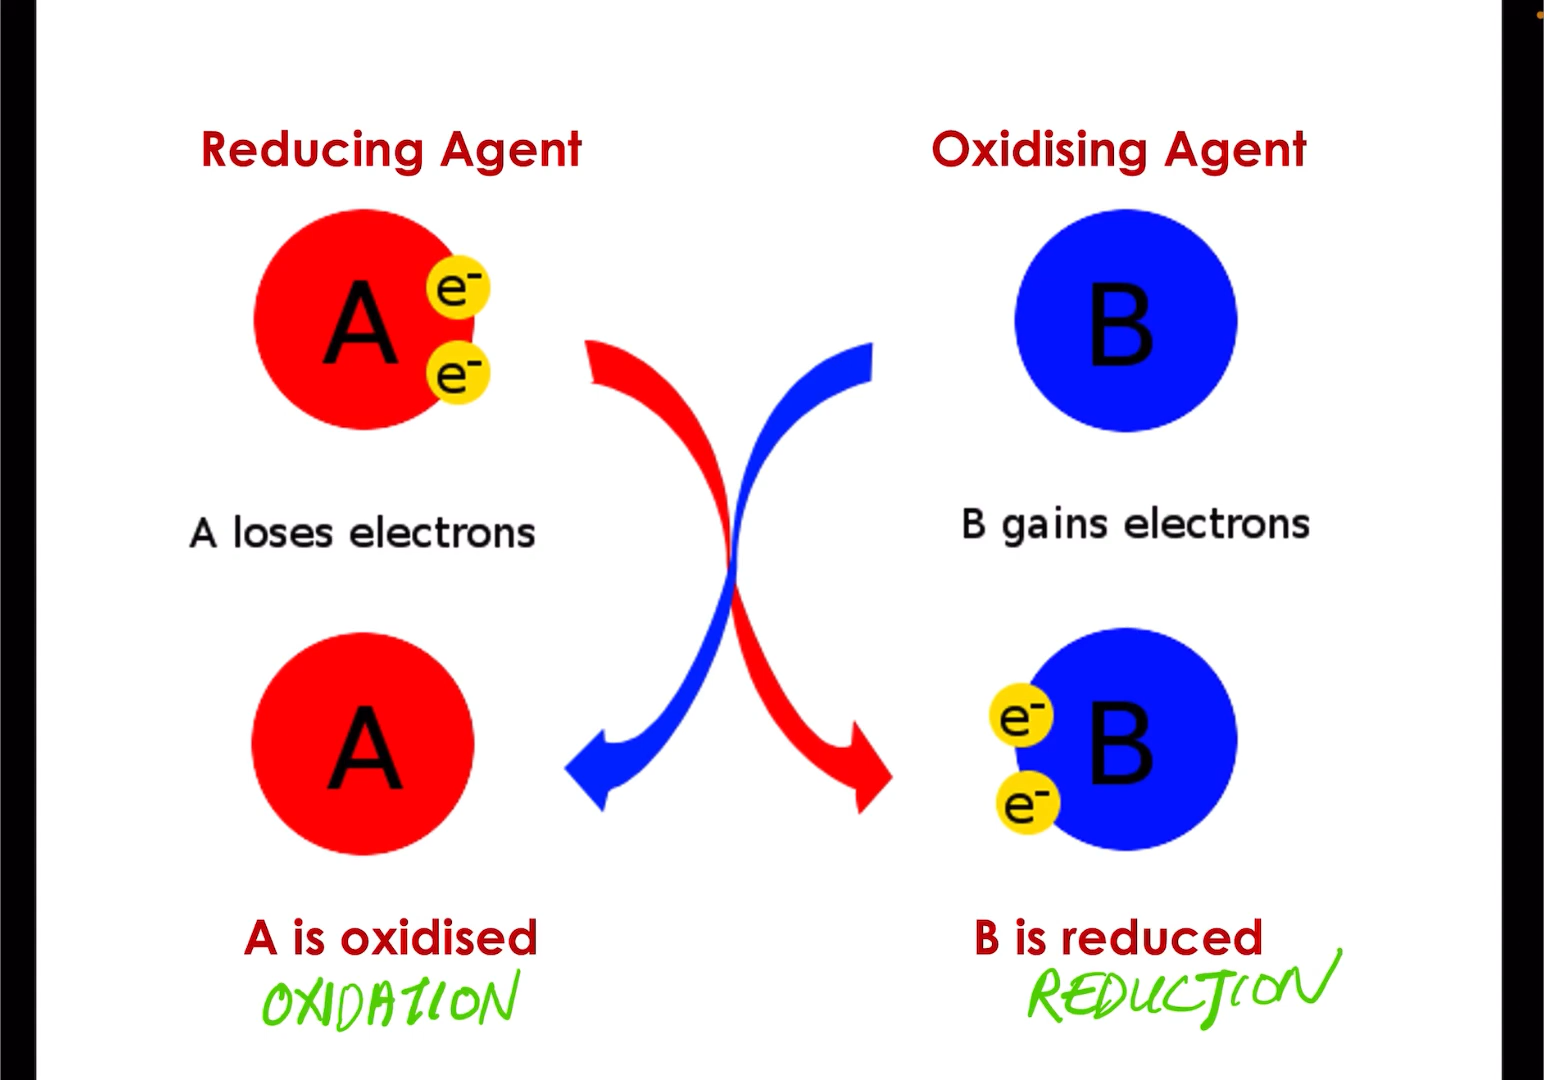 Reducing Agent
Oxidising Agent
A
e-
e-
B
A loses electrons
B gains electrons
A
e-
e-
B
A is oxidised
B is reduced
OXIDATION
REDUCTION